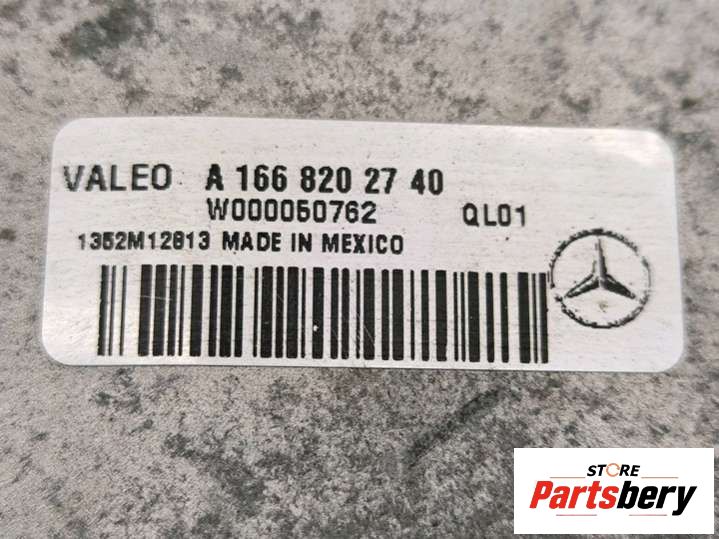 VALEO A 166 820 27 40
W000050762 QL01
1352M12813 MADE IN MEXICO
STORE
Partsbery